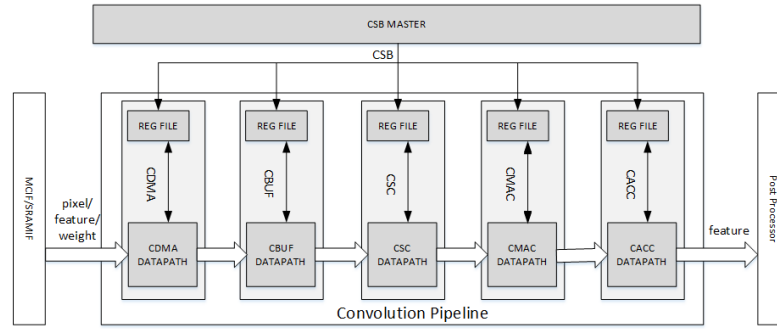 CSB MASTER
CSB
REG FILE
REG FILE
REG FILE
REG FILE
REG FILE
MCIF/SRAMIF
CDMA
CBUF
CSC
CMAC
CACC
Post Processor
pixel/
feature/
weight
feature
CDMA
DATAPATH
CBUF
DATAPATH
CSC
DATAPATH
CMAC
DATAPATH
CACC
DATAPATH
Convolution Pipeline